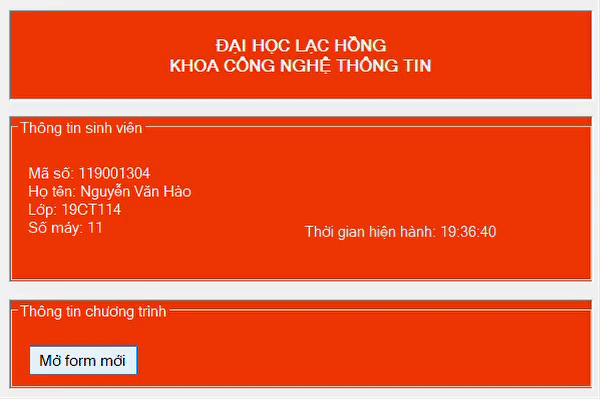 ĐẠI HỌC LẠC HỒNG
KHOA CÔNG NGHỆ THÔNG TIN
Thông tin sinh viên
Mã số: 119001304
Họ tên: Nguyễn Văn Hào
Lớp: 19CT114
Số máy: 11
Thời gian hiện hành: 19:36:40
Thông tin chương trình
Mở form mới